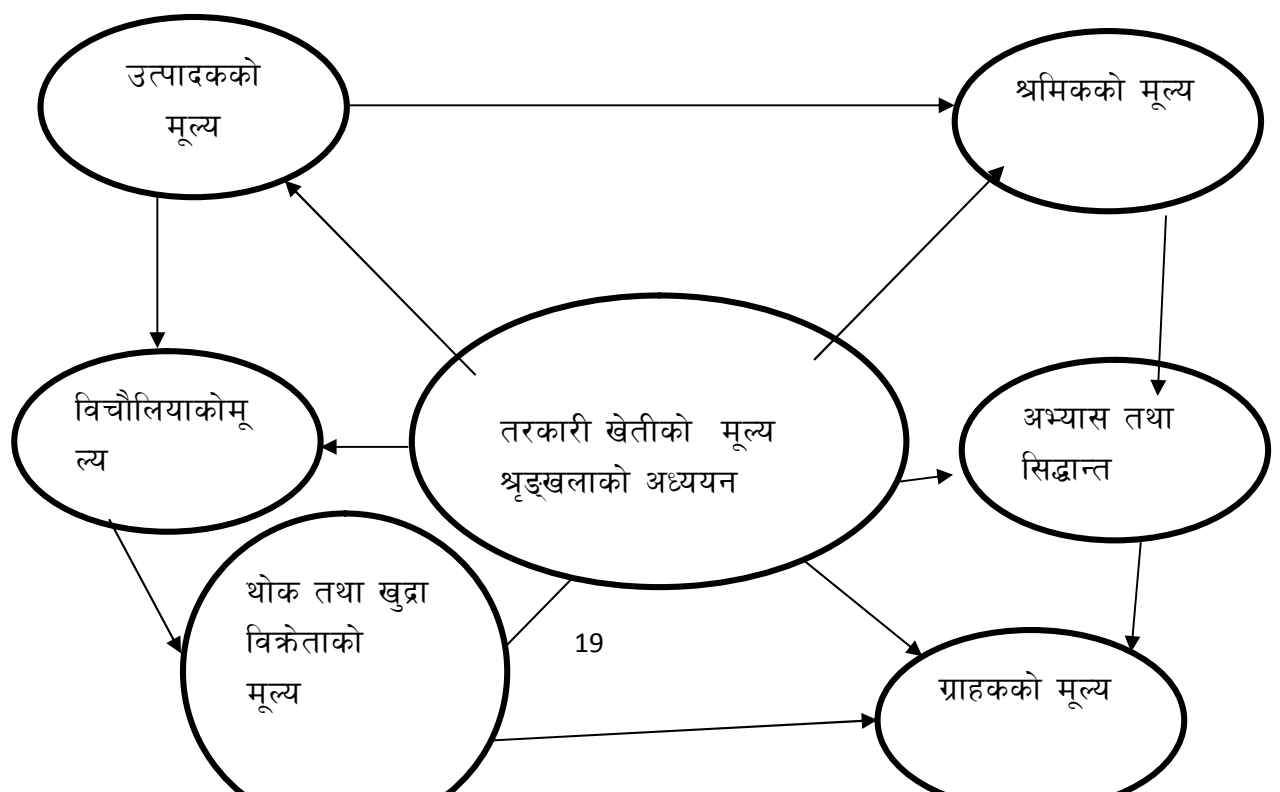 उत्पादकको
मूल्य
श्रमिकको मूल्य
विचौलियाकोमू
ल्य
तरकारी खेतीको मूल्य
श्रृङ्खलाको अध्ययन
अभ्यास तथा
सिद्धान्त
थोक तथा खुद्रा
विक्रेताको
मूल्य
19
ग्राहकको मूल्य